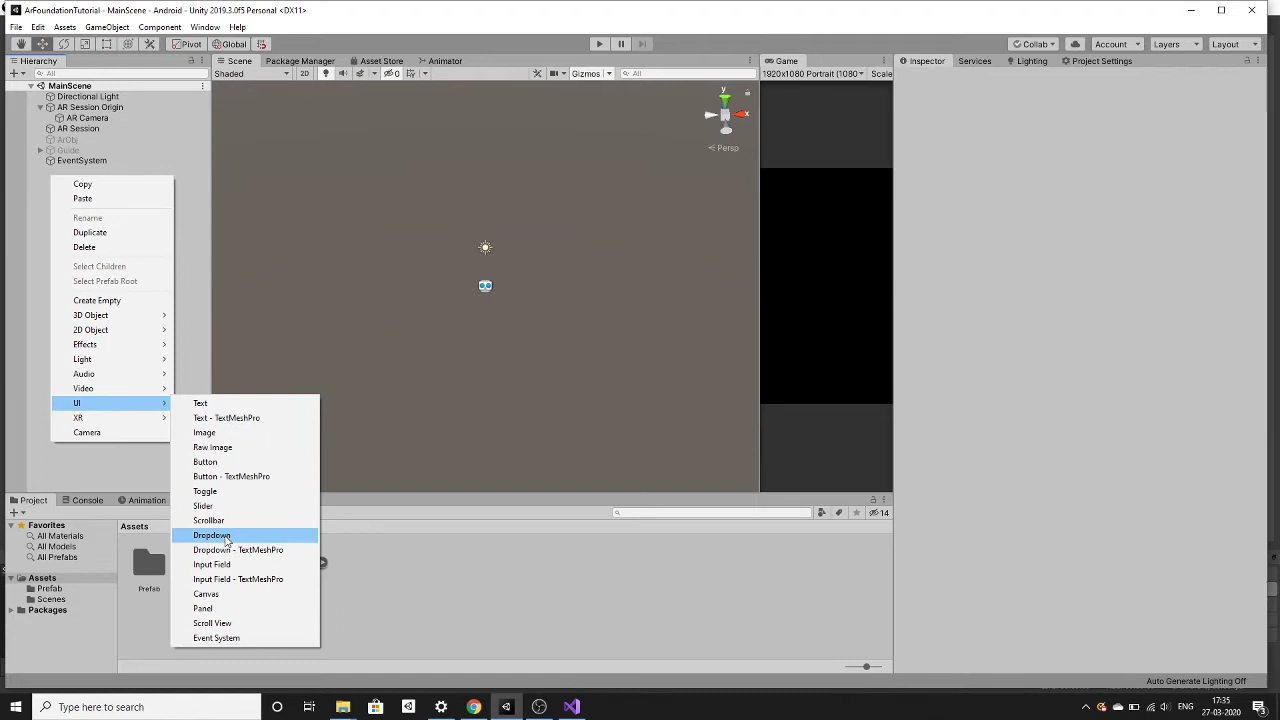 ArFoundationTutorial - MainScene - Android - Unity 2019.3.0f5 Personal <DX11>
File Edit Assets GameObject Component Window Help
Pivot Global Collab Account Layers Layout
Hierarchy Scene Package Manager Asset Store Animator Game Inspector Services Lighting Project Settings
All Shaded 2D 0 Gizmos All 1920x1080 Portrait (1080 Scale
MainScene
Directional Light
AR Session Origin
AR Camera
AR Session
ArObj
Guide
EventSystem
y
x
Persp
Copy
Paste
Rename
Duplicate
Delete
Select Children
Select Prefab Root
Create Empty
3D Object
2D Object
Effects
Light
Audio
Video
UI
XR
Camera
Text
Text - TextMeshPro
Image
Raw Image
Button
Button - TextMeshPro
Toggle
Slider
Scrollbar
Dropdown
Dropdown - TextMeshPro
Input Field
Input Field - TextMeshPro
Canvas
Panel
Scroll View
Event System
Project Console Animation
14
Favorites
All Materials
All Models
All Prefabs
Assets
Prefab
Scenes
Packages
Assets
Prefab
Auto Generate Lighting Off
Type here to search
ENG
17:35
27-03-2020